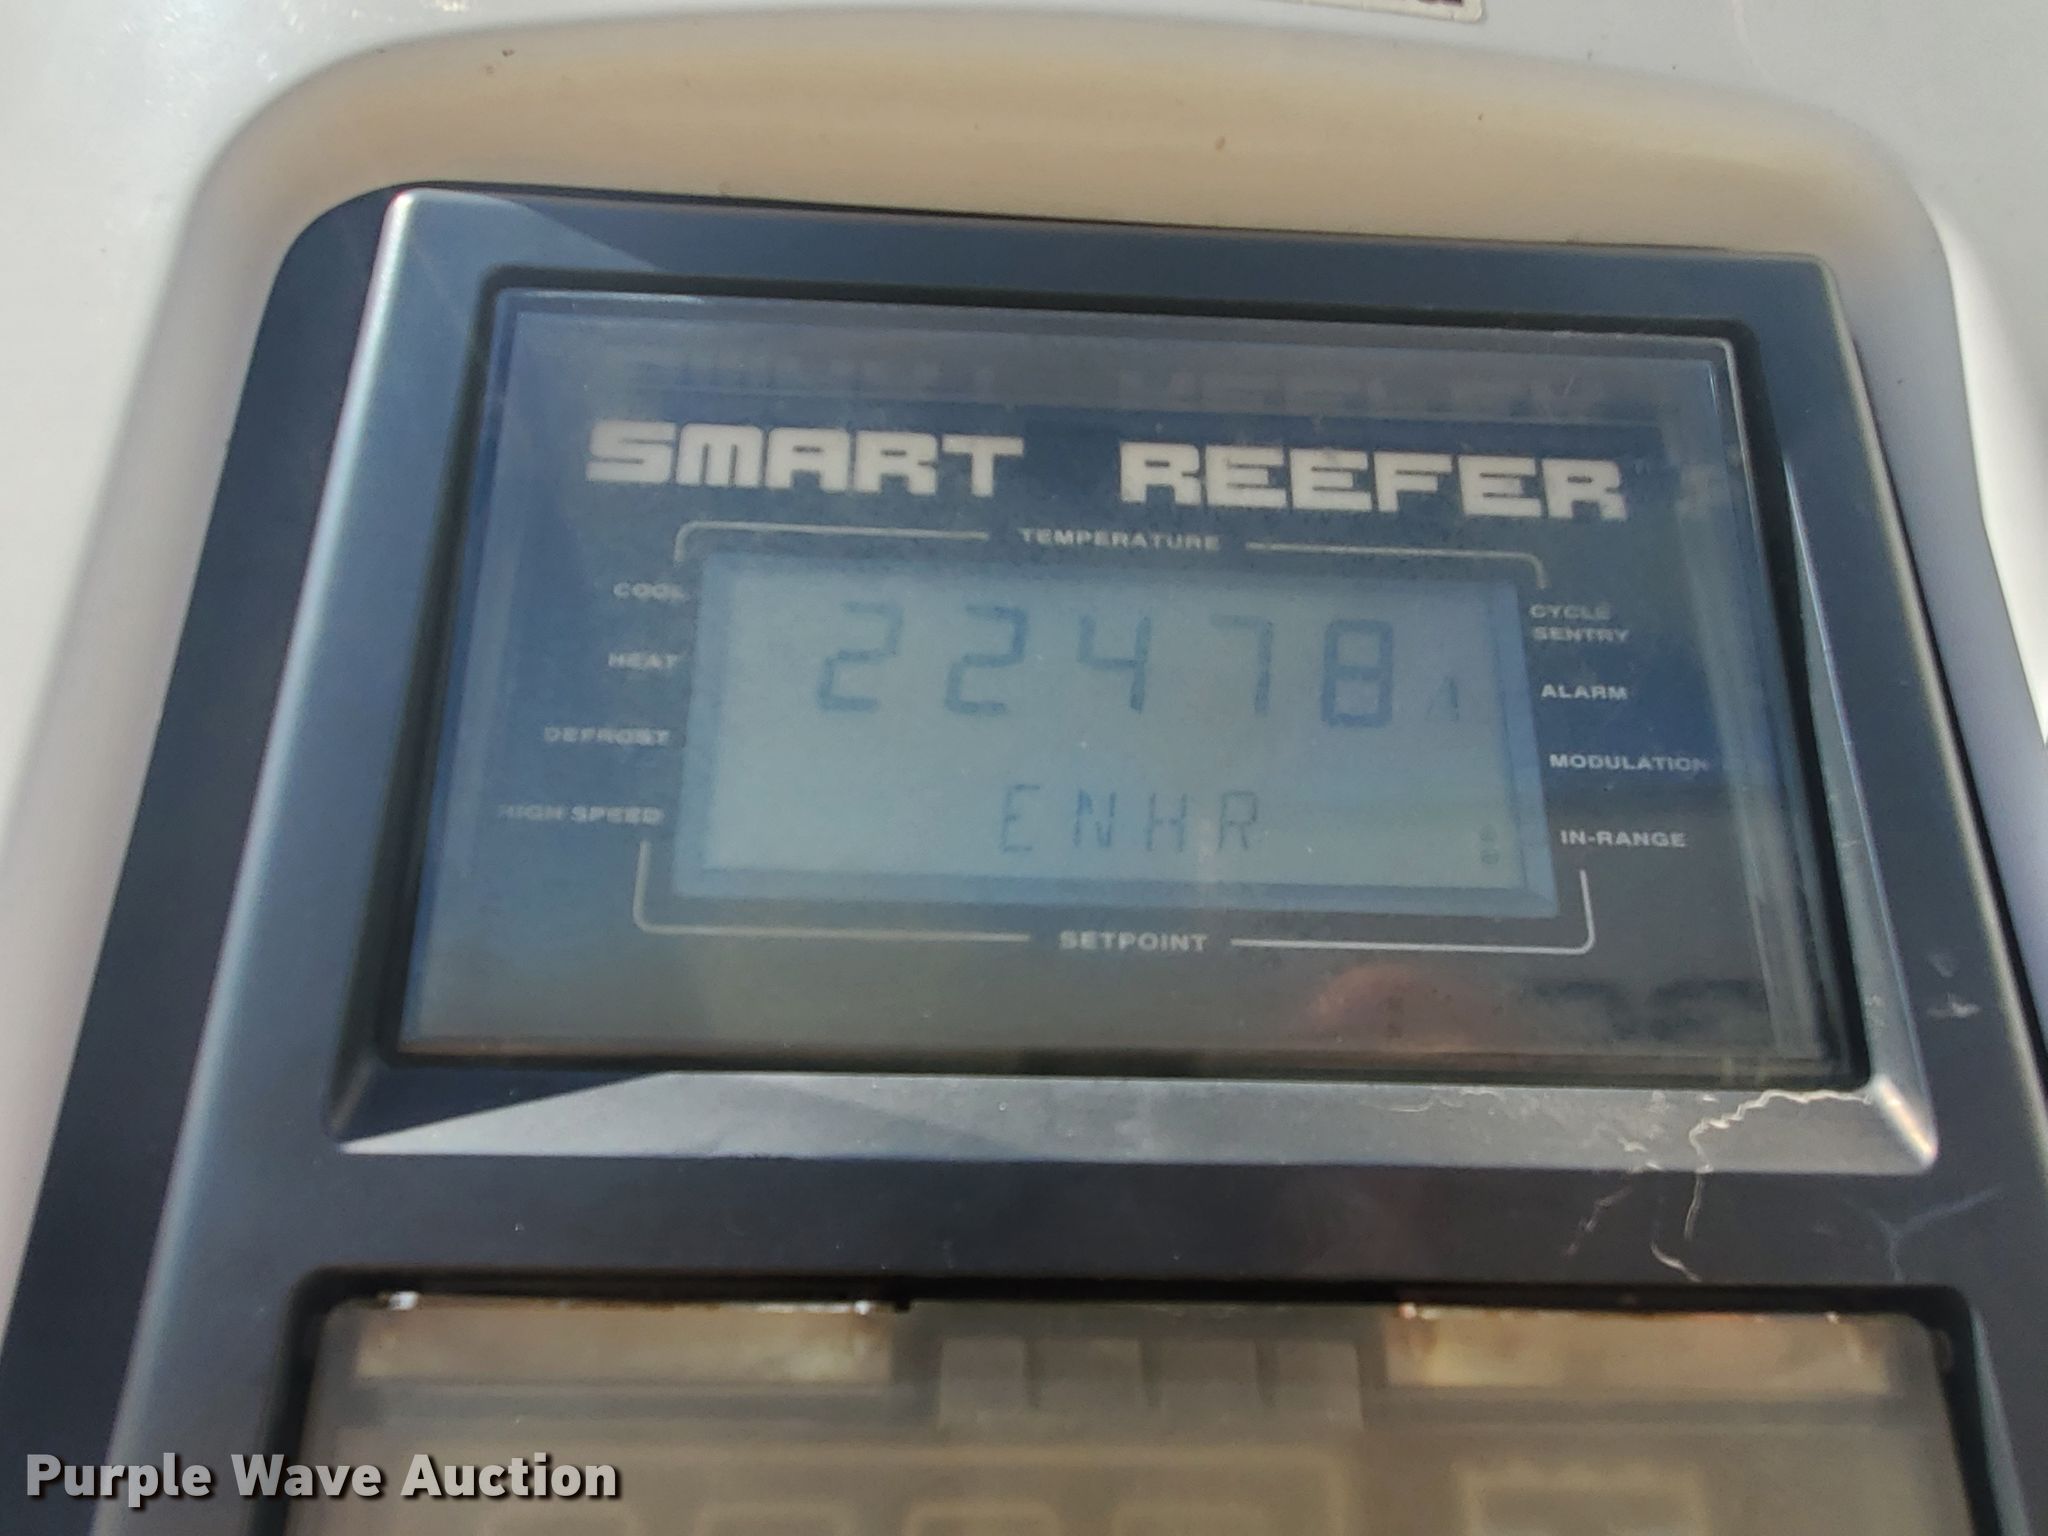 SMART REEFER
TEMPERATURE
COOL
HEAT
DEFROST
HIGH SPEED
22478
ENHR
CYCLE
SENTRY
ALARM
MODULATION
IN-RANGE
SETPOINT
Purple Wave Auction